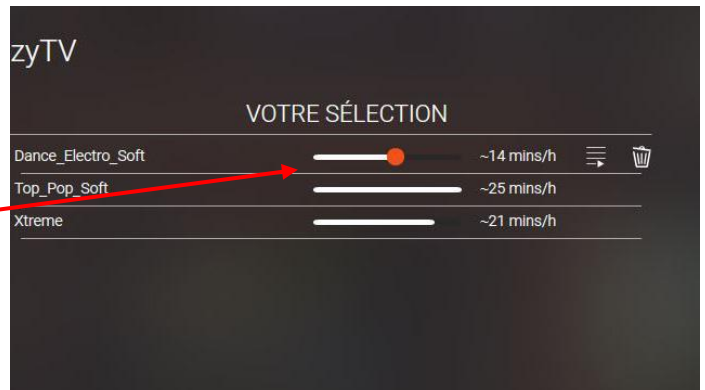 zyTV
VOTRE SÉLECTION
Dance_Electro_Soft ~14 mins/h
Top_Pop_Soft ~25 mins/h
Xtreme ~21 mins/h